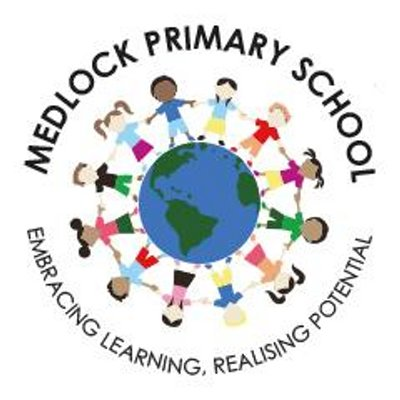 MEDLOCK PRIMARY SCHOOL
EMBRACING LEARNING, REALISING POTENTIAL